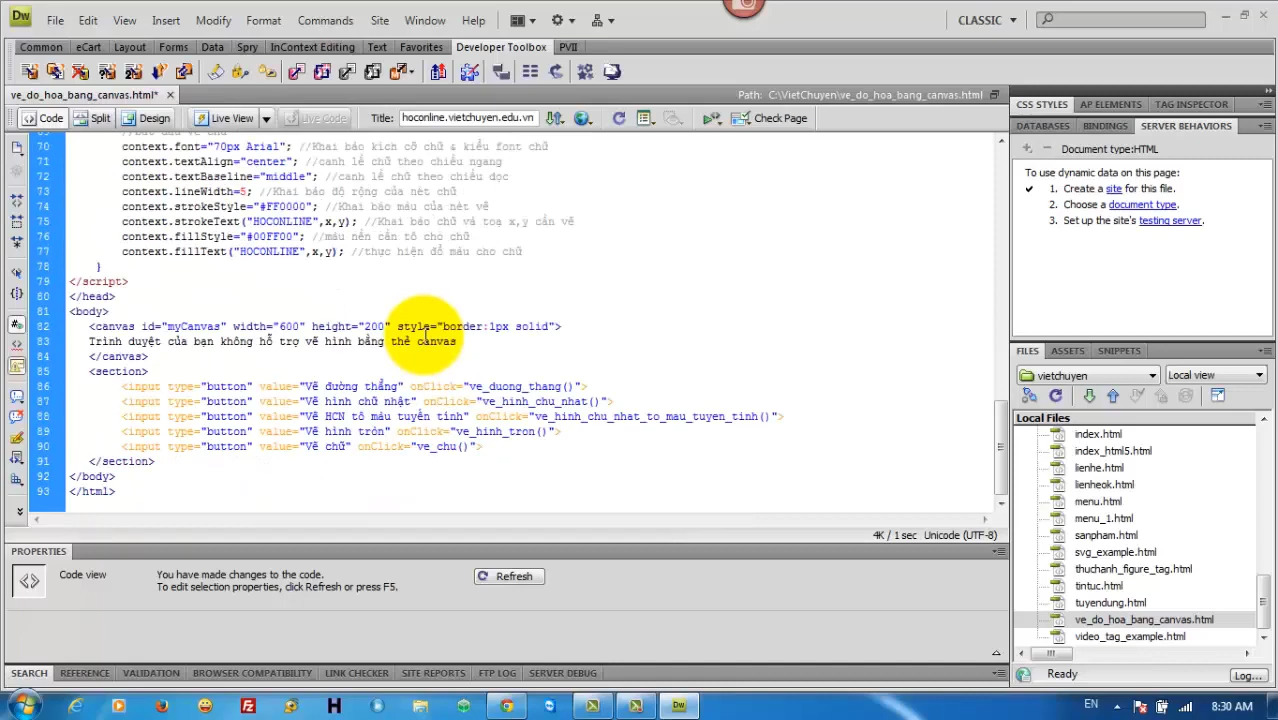 Dw File Edit View Insert Modify Format Commands Site Window Help CLASSIC
Common eCart Layout Forms Data Spry InContext Editing Text Favorites Developer Toolbox PVII
ve_do_hoa_bang_canvas.html* Path: C:\VietChuyen\ve_do_hoa_bang_canvas.html
Code Split Design Live View Live Code Title: hoconline.vietchuyen.edu.vn Check Page
70 context.font="70px Arial"; //Khai báo kích cỡ chữ & kiểu font chữ
71 context.textAlign="center"; //canh lề chữ theo chiều ngang
72 context.textBaseline="middle"; //canh lề chữ theo chiều dọc
73 context.lineWidth=5; //Khai báo độ rộng của nét chữ
74 context.strokeStyle="#FF0000"; //Khai báo màu của nét vẽ
75 context.strokeText("HOCONLINE",x,y); //Khai báo chữ và toạ x,y cần vẽ
76 context.fillStyle="#00FF00"; //màu nền cần tô cho chữ
77 context.fillText("HOCONLINE",x,y); //thực hiện đổ màu cho chữ
78 }
79 </script>
80 </head>
81 <body>
82 <canvas id="myCanvas" width="600" height="200" style="border:1px solid">
83 Trình duyệt của bạn không hỗ trợ vẽ hình bằng thẻ canvas
84 </canvas>
85 <section>
86 <input type="button" value="Vẽ đường thẳng" onClick="ve_duong_thang()">
87 <input type="button" value="Vẽ hình chữ nhật" onClick="ve_hinh_chu_nhat()">
88 <input type="button" value="Vẽ HCN tô màu tuyến tính" onClick="ve_hinh_chu_nhat_to_mau_tuyen_tinh()">
89 <input type="button" value="Vẽ hình tròn" onClick="ve_hinh_tron()">
90 <input type="button" value="Vẽ chữ" onClick="ve_chu()">
91 </section>
92 </body>
93 </html>
4K / 1 sec Unicode (UTF-8)
PROPERTIES
Code view You have made changes to the code.
To edit selection properties, click Refresh or press F5.
Refresh
SEARCH REFERENCE VALIDATION BROWSER COMPATIBILITY LINK CHECKER SITE REPORTS FTP LOG SERVER DEBUG
CSS STYLES AP ELEMENTS TAG INSPECTOR
DATABASES BINDINGS SERVER BEHAVIORS
Document type:HTML
To use dynamic data on this page:
1. Create a site for this file.
2. Choose a document type.
3. Set up the site's testing server.
FILES ASSETS SNIPPETS
vietchuyen Local view
Local Files
index.html
index_html5.html
lienhe.html
lienheok.html
menu.html
menu_1.html
sanpham.html
svg_example.html
thuchanh_figure_tag.html
tintuc.html
tuyendung.html
ve_do_hoa_bang_canvas.html
video_tag_example.html
Ready Log...
EN 8:30 AM